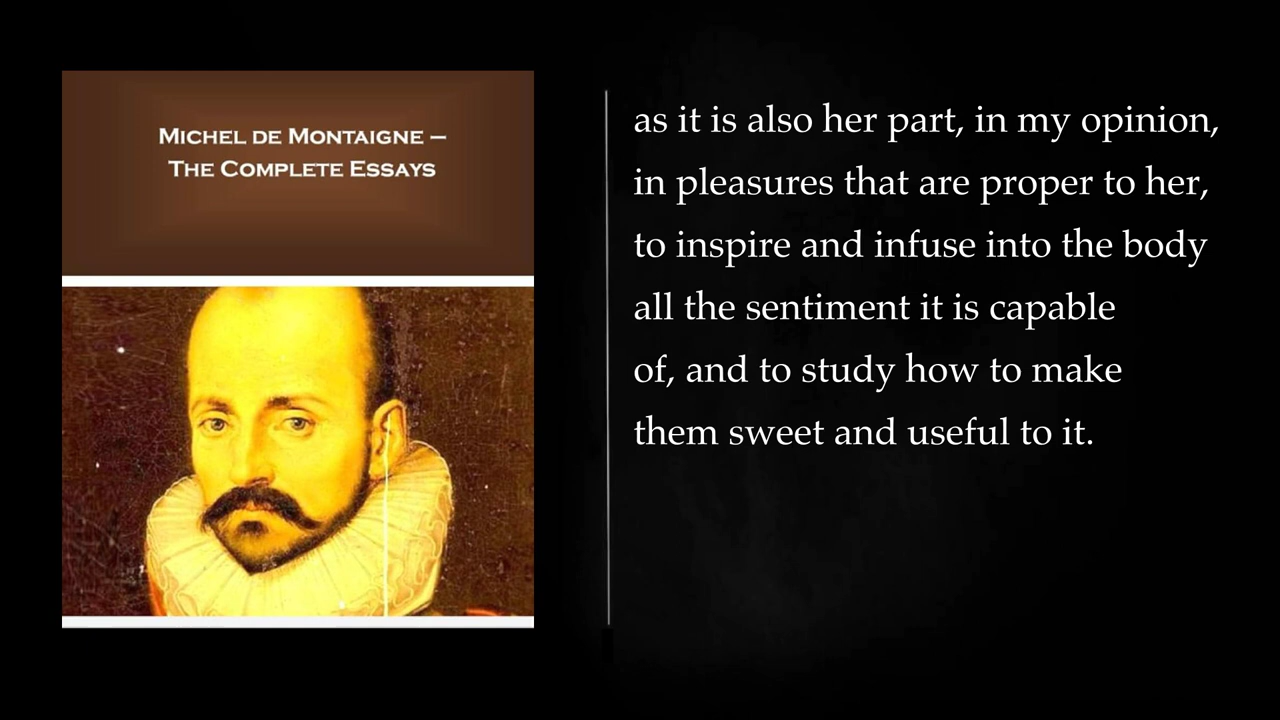 MICHEL DE MONTAIGNE –
THE COMPLETE ESSAYS
as it is also her part, in my opinion,
in pleasures that are proper to her,
to inspire and infuse into the body
all the sentiment it is capable
of, and to study how to make
them sweet and useful to it.